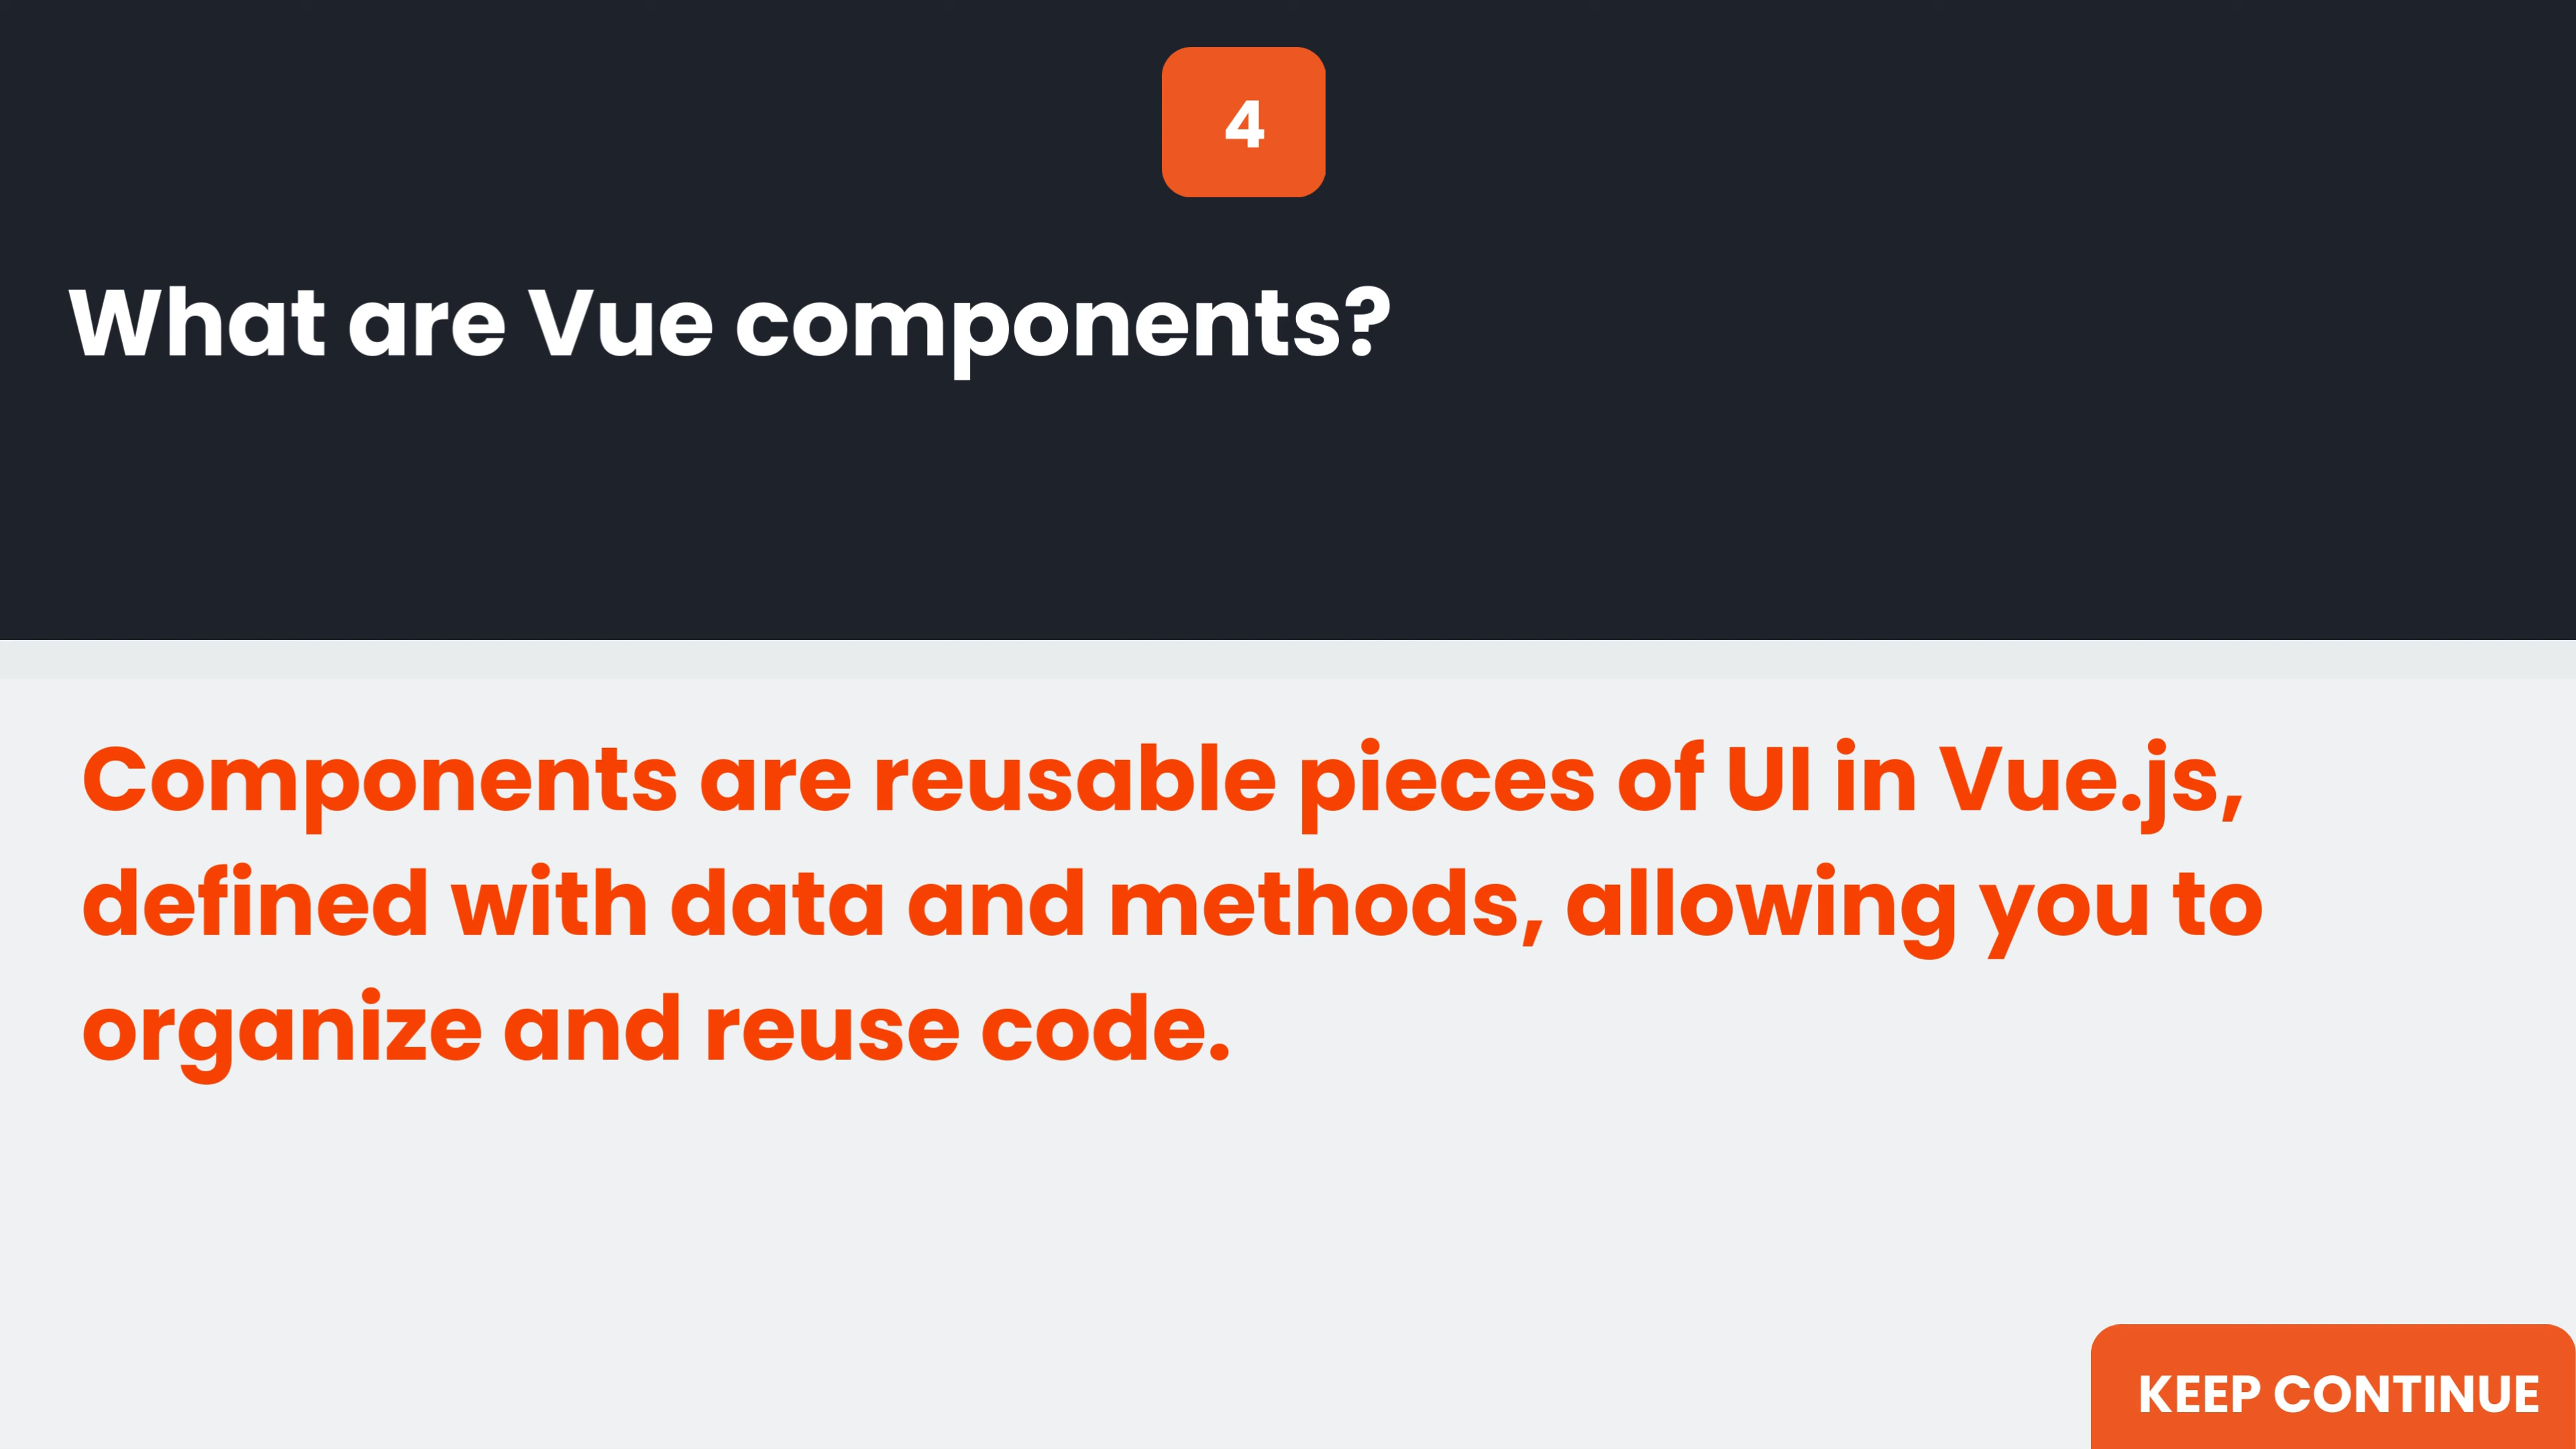 4
What are Vue components?
Components are reusable pieces of UI in Vue.js,
defined with data and methods, allowing you to
organize and reuse code.
KEEP CONTINUE